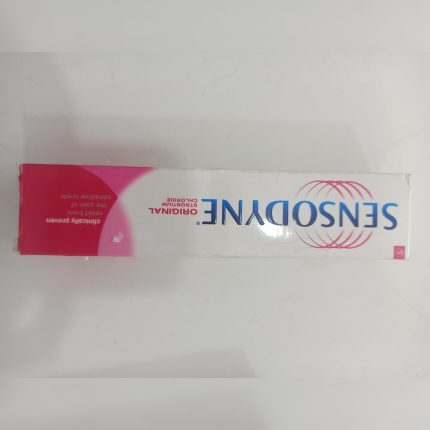 SENSODYNE®
ORIGINAL
STRONTIUM
CHLORIDE
clinically proven
relief from
the pain of
sensitive teeth